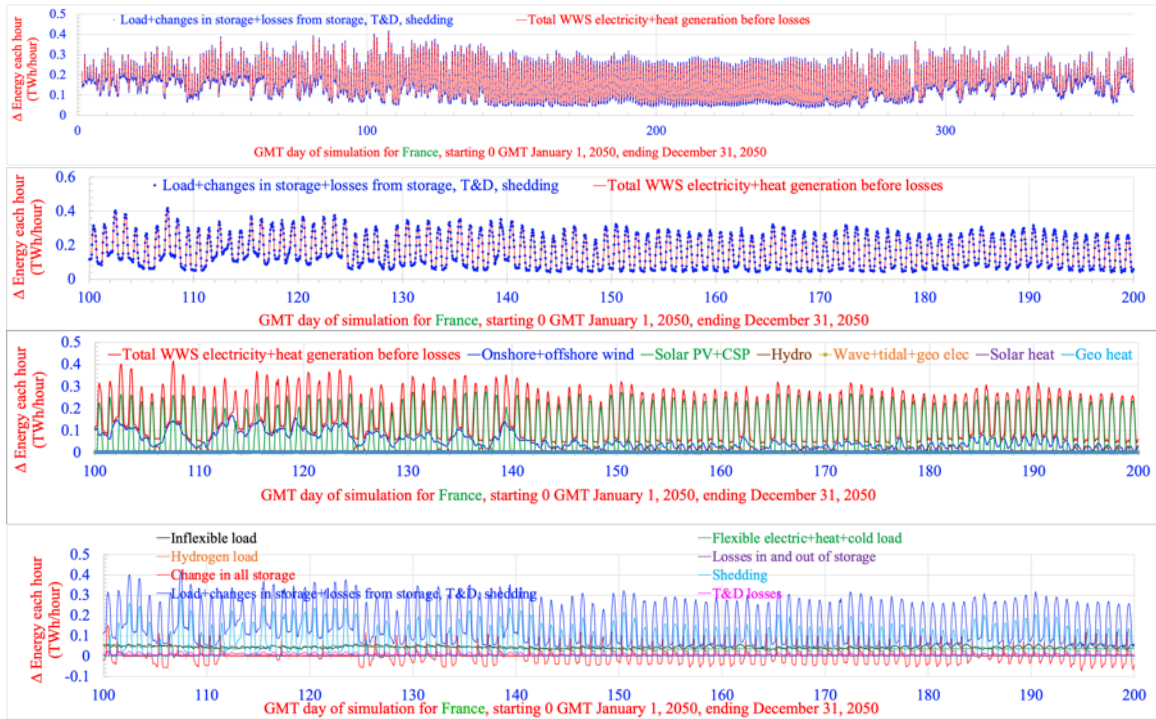 Load+changes in storage+losses from storage, T&D, shedding —Total WWS electricity+heat generation before losses
Δ Energy each hour
(TWh/hour)
0.4
0.3
0.2
0.1
0
0 100 200 300
GMT day of simulation for France, starting 0 GMT January 1, 2050, ending December 31, 2050
Load+changes in storage+losses from storage, T&D, shedding —Total WWS electricity+heat generation before losses
Δ Energy each hour
(TWh/hour)
0.6
0.4
0.2
0
100 110 120 130 140 150 160 170 180 190 200
GMT day of simulation for France, starting 0 GMT January 1, 2050, ending December 31, 2050
—Total WWS electricity+heat generation before losses —Onshore+offshore wind —Solar PV+CSP —Hydro —Wave+tidal+geo elec —Solar heat —Geo heat
Δ Energy each hour
(TWh/hour)
0.5
0.4
0.3
0.2
0.1
0
100 110 120 130 140 150 160 170 180 190 200
GMT day of simulation for France, starting 0 GMT January 1, 2050, ending December 31, 2050
—Inflexible load —Flexible electric+heat+cold load
—Hydrogen load —Losses in and out of storage
—Change in all storage —Shedding
—Load+changes in storage+losses from storage, T&D, shedding —T&D losses
Δ Energy each hour
(TWh/hour)
0.5
0.4
0.3
0.2
0.1
0
-0.1
100 110 120 130 140 150 160 170 180 190 200
GMT day of simulation for France, starting 0 GMT January 1, 2050, ending December 31, 2050